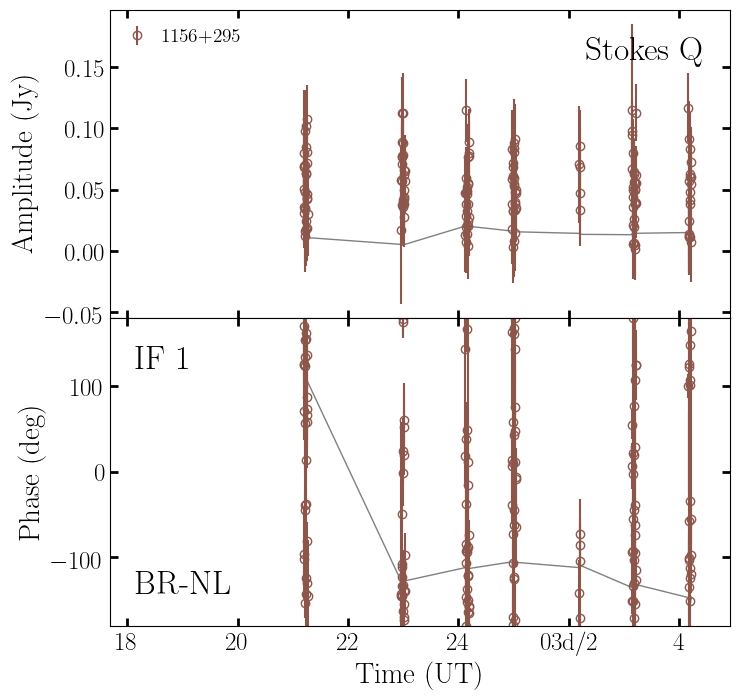 1156+295
Stokes Q
Amplitude (Jy)
0.15
0.10
0.05
0.00
−0.05
IF 1
Phase (deg)
100
0
−100
BR-NL
18 20 22 24 03d/2 4
Time (UT)